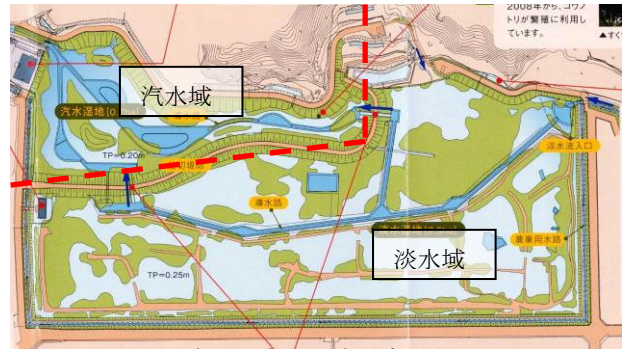 2008年から、コウノ
トリが繁殖に利用し
ています。
汽水域
汽水湿地
淡水流入口
TP=0.20m
導水路
農業用水路
淡水域
TP=0.25m